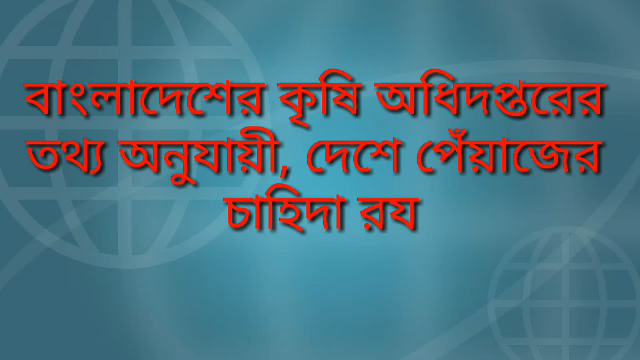 বাংলাদেশের কৃষি অধিদপ্তরের
তথ্য অনুযায়ী, দেশে পেঁয়াজের
চাহিদা রয